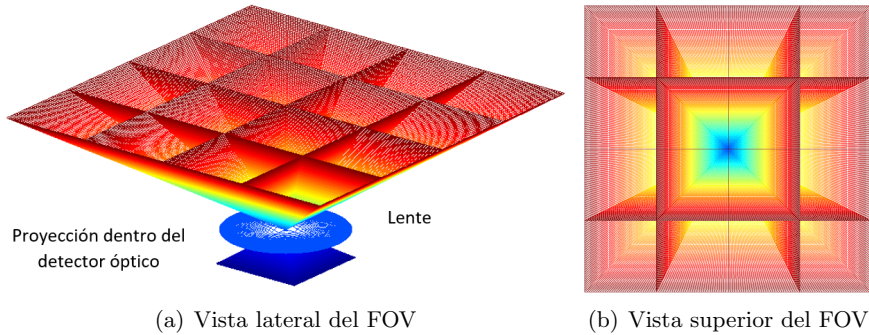 Lente
Proyección dentro del
detector óptico
(a) Vista lateral del FOV
(b) Vista superior del FOV